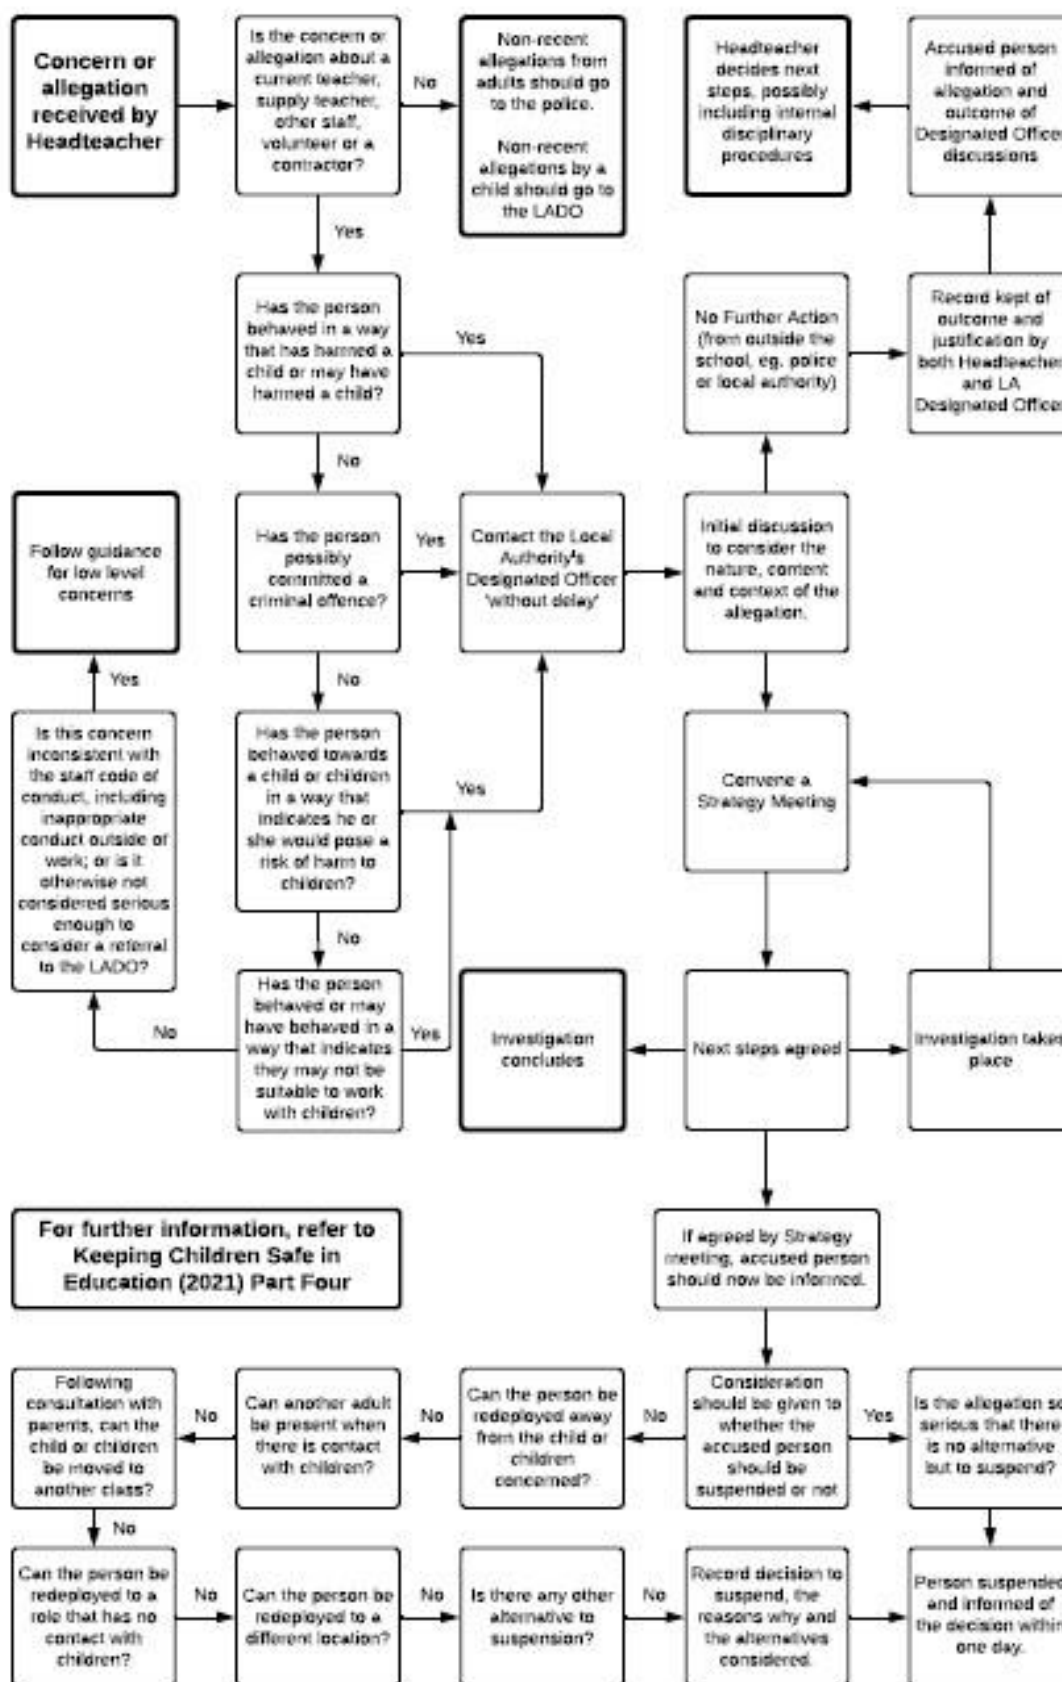 Concern or
allegation
received by
Headteacher
Is the concern or
allegation about a
current teacher,
supply teacher,
other staff,
volunteer or a
contractor?
No
Non-recent
allegations from
adults should go
to the police.
Non-recent
allegations by a
child should go to
the LADO
Headteacher
decides next
steps, possibly
including internal
disciplinary
procedures
Accused person
informed of
allegation and
outcome of
Designated Officer
discussions
Yes
Has the person
behaved in a way
that has harmed a
child or may have
harmed a child?
Yes
No Further Action
(from outside the
school, eg. police
or local authority)
Record kept of
outcome and
justification by
both Headteacher
and LA
Designated Officer
No
Follow guidance
for low level
concerns
Has the person
possibly
committed a
criminal offence?
Yes
Contact the Local
Authority's
Designated Officer
'without delay'
Initial discussion
to consider the
nature, content
and context of the
allegation.
Yes
No
Is this concern
inconsistent with
the staff code of
conduct, including
inappropriate
conduct outside of
work; or is it
otherwise not
considered serious
enough to
consider a referral
to the LADO?
Has the person
behaved towards
a child or children
in a way that
indicates he or
she would pose a
risk of harm to
children?
Yes
Convene a
Strategy Meeting
No
No
Has the person
behaved or may
have behaved in a
way that indicates
they may not be
suitable to work
with children?
Yes
Investigation
concludes
Next steps agreed
Investigation takes
place
For further information, refer to
Keeping Children Safe in
Education (2021) Part Four
If agreed by Strategy
meeting, accused person
should now be informed.
Following
consultation with
parents, can the
child or children
be moved to
another class?
No
Can another adult
be present when
there is contact
with children?
No
Can the person be
redeployed away
from the child or
children
concerned?
No
Consideration
should be given to
whether the
accused person
should be
suspended or not
Yes
Is the allegation so
serious that there
is no alternative
but to suspend?
No
Can the person be
redeployed to a
role that has no
contact with
children?
No
Can the person be
redeployed to a
different location?
No
Is there any other
alternative to
suspension?
No
Record decision to
suspend, the
reasons why and
the alternatives
considered.
Person suspended
and informed of
the decision within
one day.